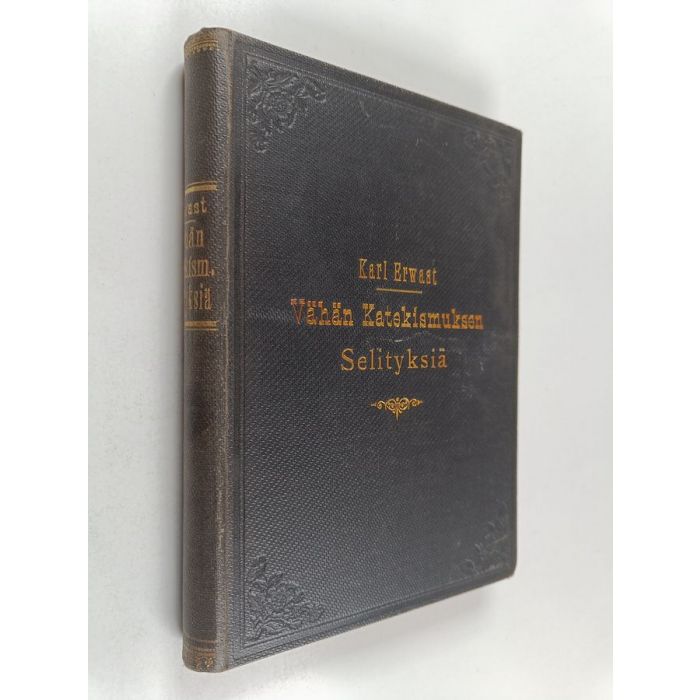 Karl Erwast
Vähän Katekismuksen
Selityksiä